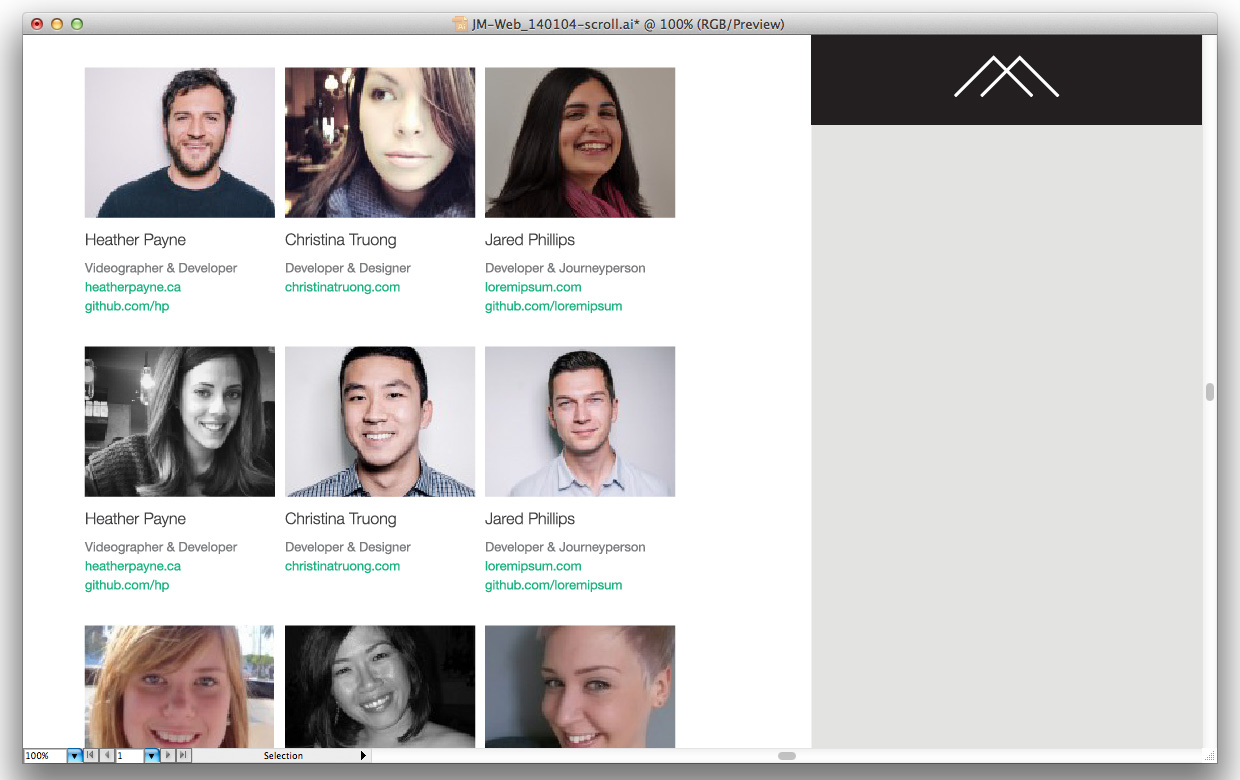 JM-Web_140104-scroll.ai* @ 100% (RGB/Preview)
Heather Payne
Videographer & Developer
heatherpayne.ca
github.com/hp
Christina Truong
Developer & Designer
christinatruong.com
Jared Phillips
Developer & Journeyperson
loremipsum.com
github.com/loremipsum
Heather Payne
Videographer & Developer
heatherpayne.ca
github.com/hp
Christina Truong
Developer & Designer
christinatruong.com
Jared Phillips
Developer & Journeyperson
loremipsum.com
github.com/loremipsum
100%
1
Selection